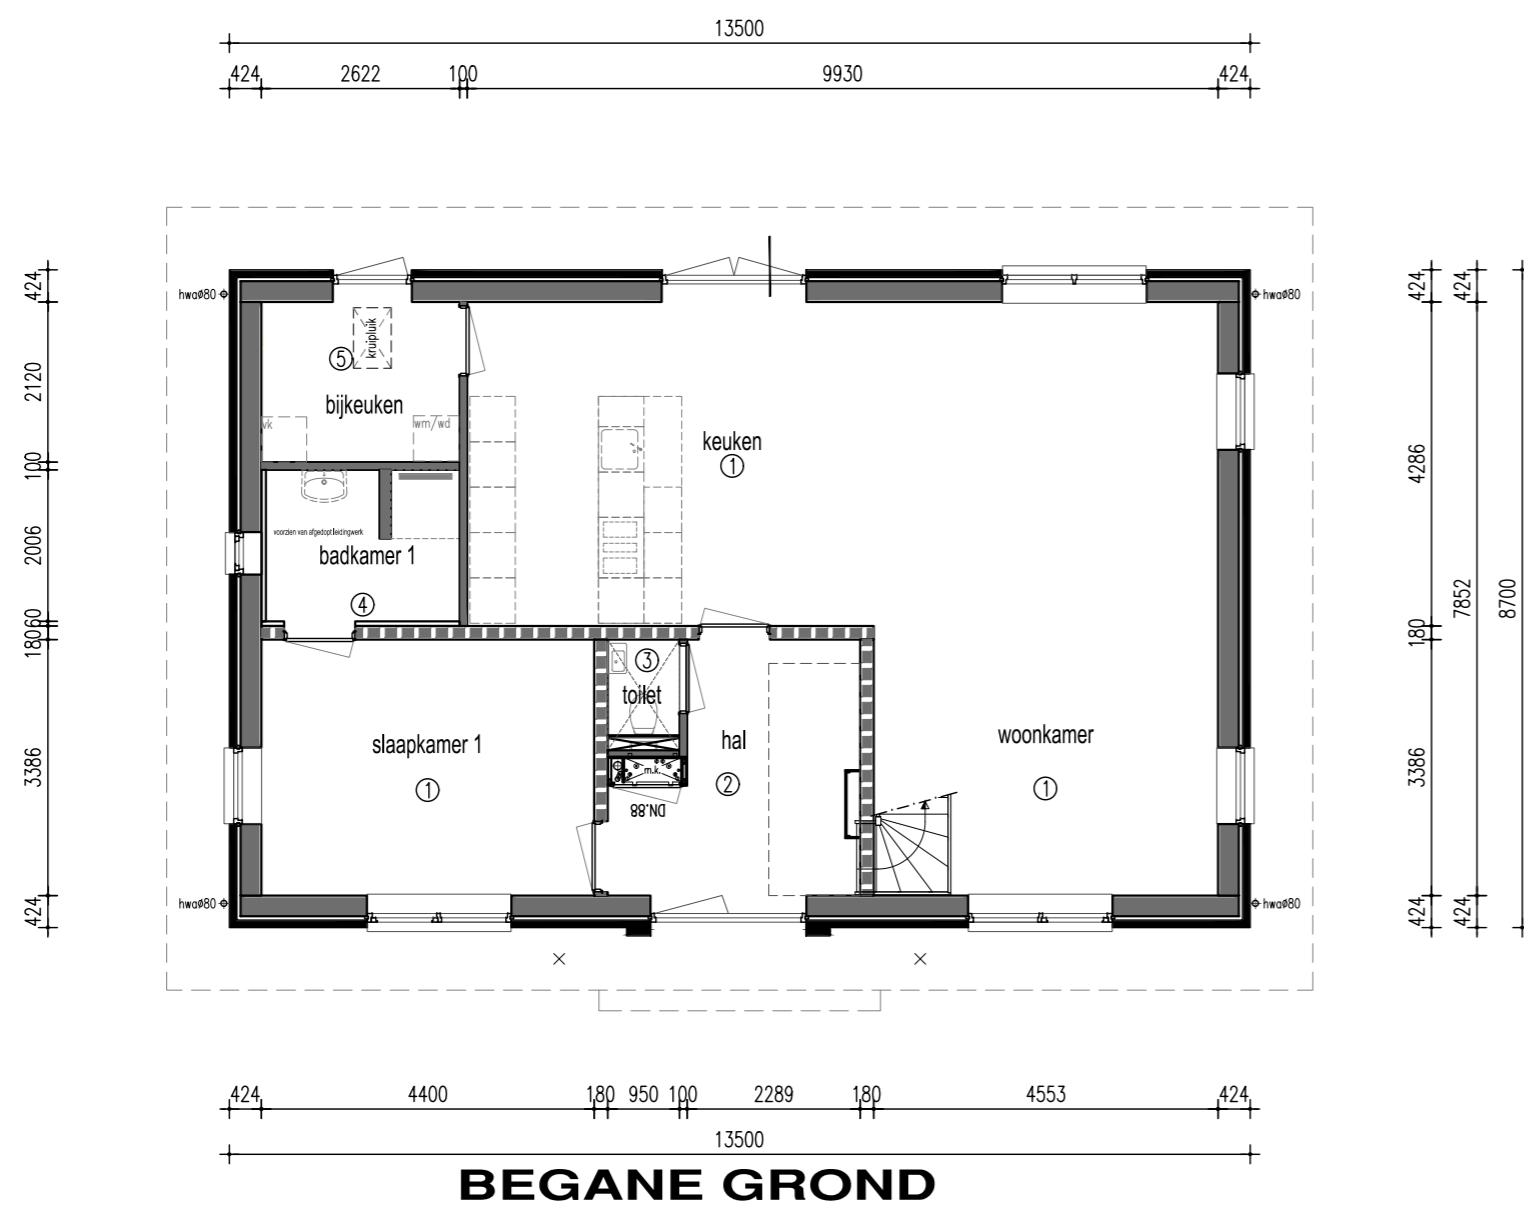 13500
424 2622 100 9930 424
hwaø80
hwaø80
424
2120
100
2006
60
180
3386
424
kruipluik
5
bijkeuken
vk
wm/wd
keuken
1
voorzien van afgedopt leidingwerk
badkamer 1
4
3
toilet
slaapkamer 1
1
hal
2
m.k.
DN.88
woonkamer
1
424
4286
180
3386
424
424
7852
424
8700
hwaø80
hwaø80
424 4400 180 950 100 2289 180 4553 424
13500
BEGANE GROND